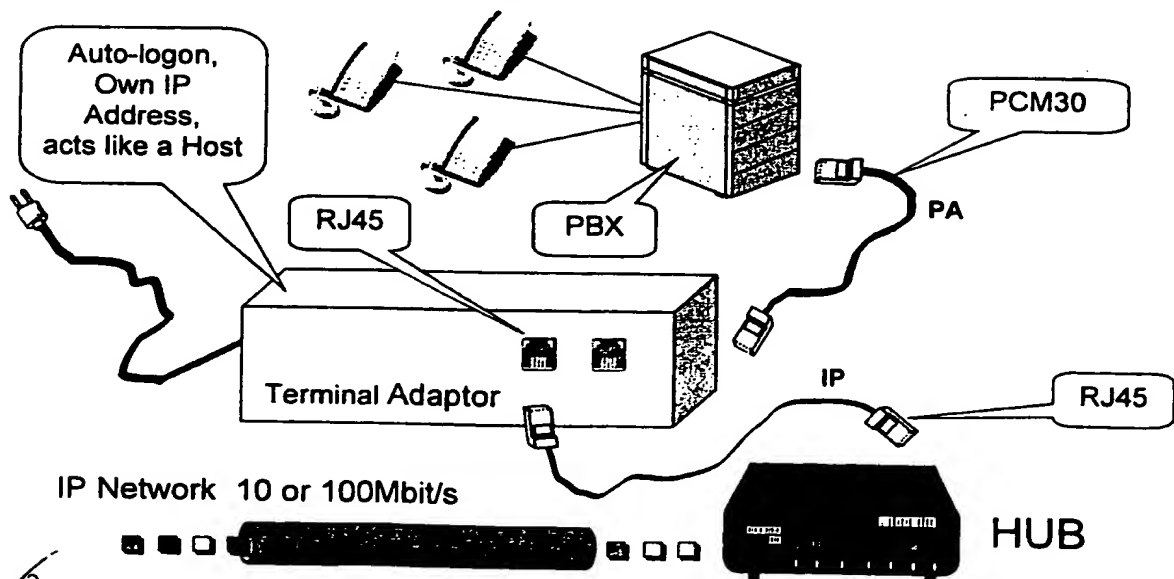 Auto-logon,
Own IP
Address,
acts like a Host
PCM30
PA
RJ45
PBX
Terminal Adaptor
IP
RJ45
IP Network 10 or 100Mbit/s
HUB